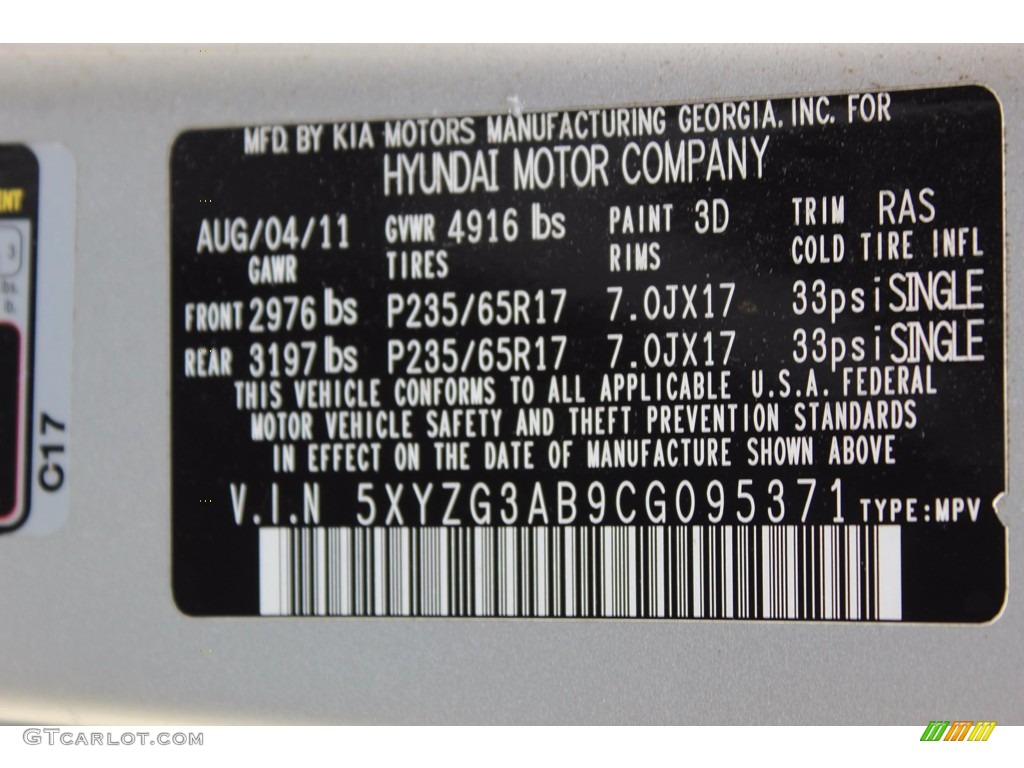 MFD. BY KIA MOTORS MANUFACTURING GEORGIA, INC. FOR
HYUNDAI MOTOR COMPANY
AUG/04/11 GVWR 4916 lbs PAINT 3D TRIM RAS
GAWR TIRES RIMS COLD TIRE INFL
FRONT 2976 lbs P235/65R17 7.0JX17 33psi SINGLE
REAR 3197 lbs P235/65R17 7.0JX17 33psi SINGLE
THIS VEHICLE CONFORMS TO ALL APPLICABLE U.S.A. FEDERAL
MOTOR VEHICLE SAFETY AND THEFT PREVENTION STANDARDS
IN EFFECT ON THE DATE OF MANUFACTURE SHOWN ABOVE
V.I.N 5XYZG3AB9CG095371 TYPE:MPV
C17
GTCARLOT.COM